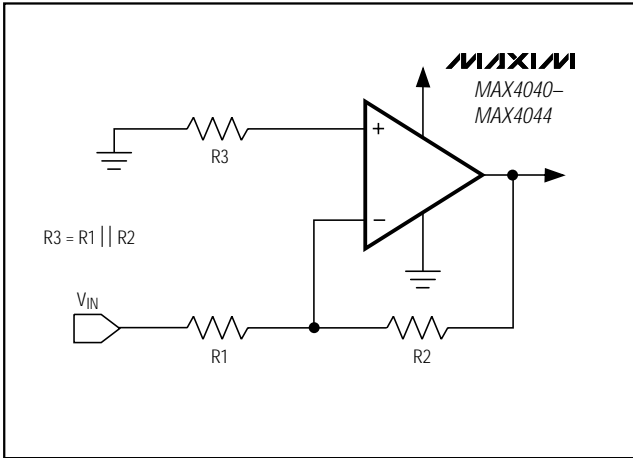 MAXIM
MAX4040–
MAX4044
+
R3
−
R3 = R1 || R2
VIN
R1
R2